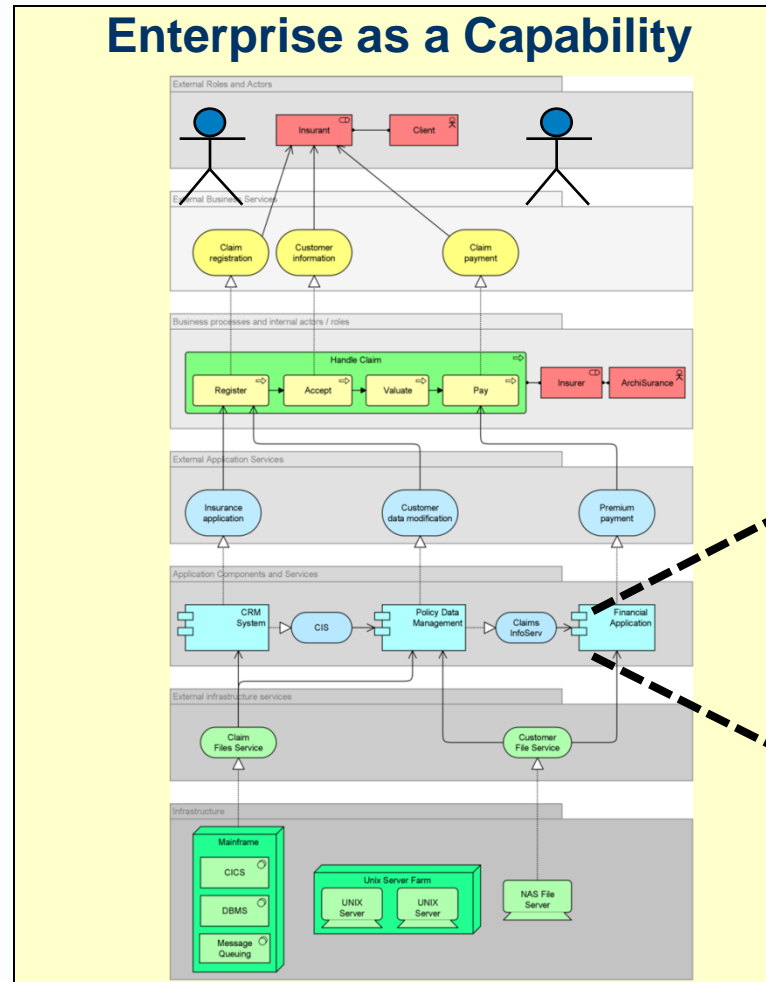 Enterprise as a Capability
External Roles and Actors
Insurant
Client
External Business Services
Claim
registration
Customer
information
Claim
payment
Business processes and internal actors / roles
Handle Claim
Register
Accept
Valuate
Pay
Insurer
ArchiSurance
External Application Services
Insurance
application
Customer
data modification
Premium
payment
Application Components and Services
CRM
System
CIS
Policy Data
Management
Claims
InfoServ
Financial
Application
External infrastructure services
Claim
Files Service
Customer
File Service
Infrastructure
Mainframe
CICS
DBMS
Message
Queuing
Unix Server Farm
UNIX
Server
UNIX
Server
NAS File
Server